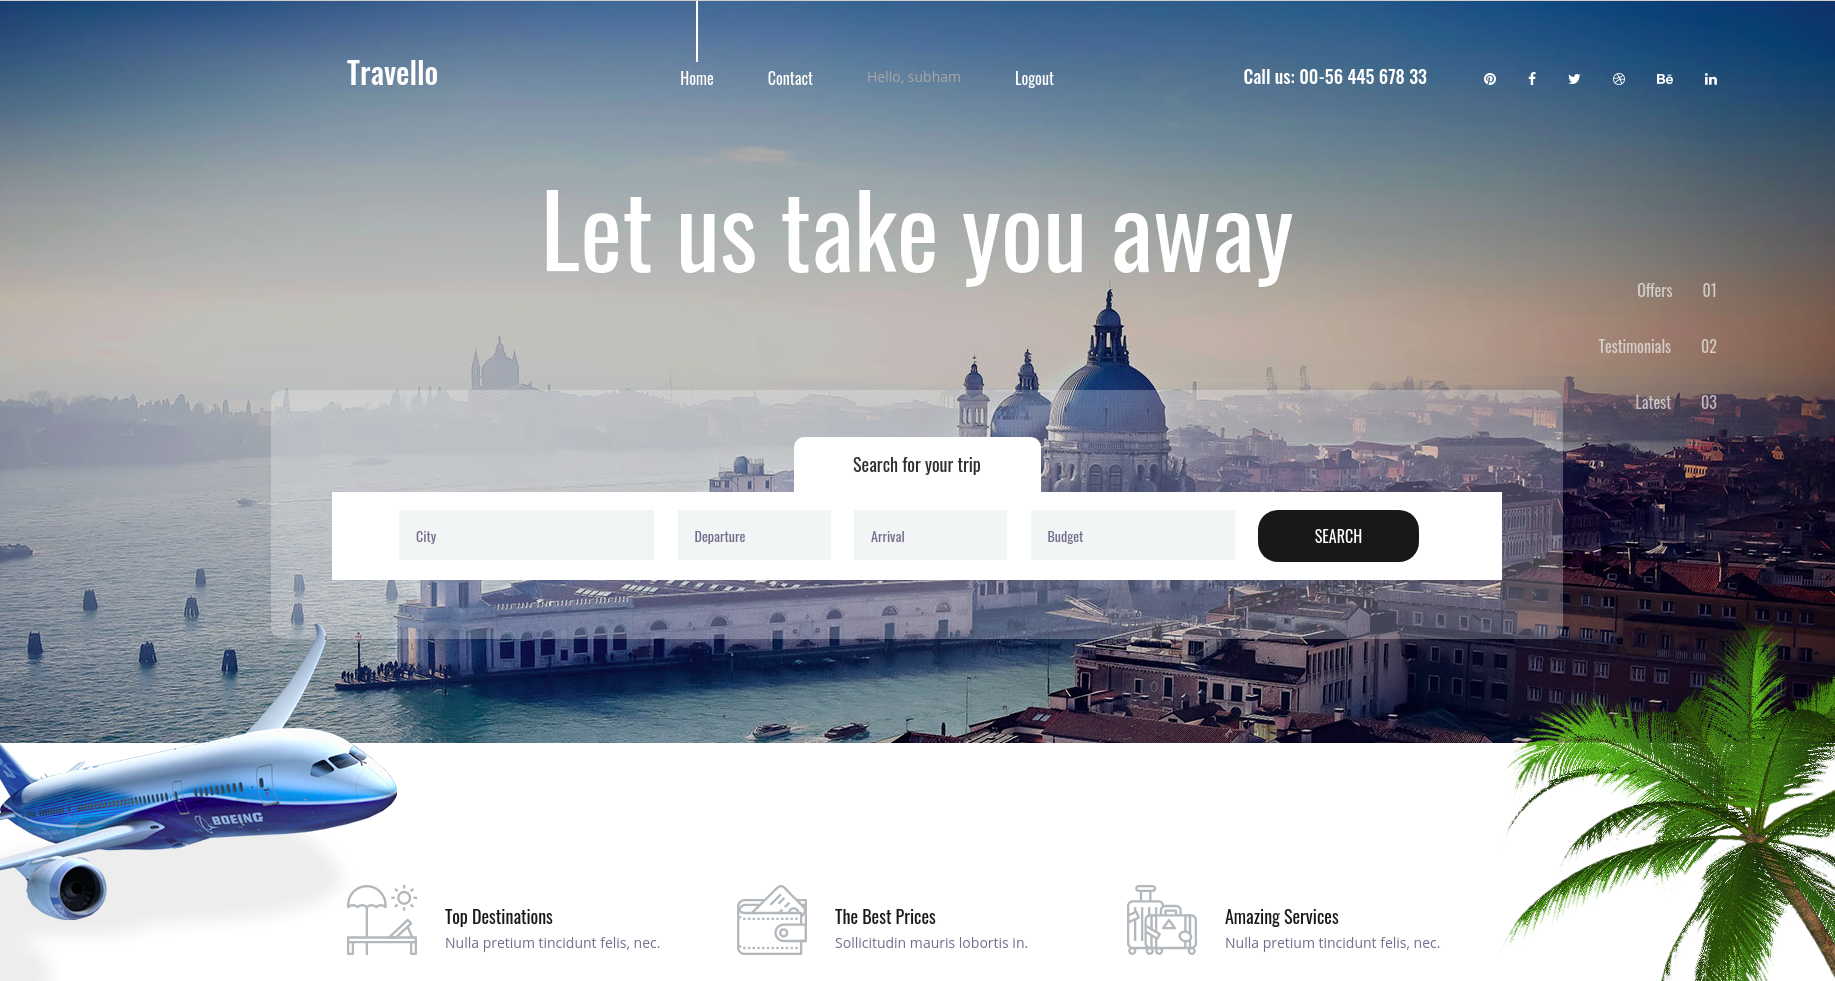 Travello
Home
Contact
Hello, subham
Logout
Call us: 00-56 445 678 33
Bē
in
Let us take you away
Offers 01
Testimonials 02
Latest 03
Search for your trip
City
Departure
Arrival
Budget
SEARCH
BOEING
Top Destinations
Nulla pretium tincidunt felis, nec.
The Best Prices
Sollicitudin mauris lobortis in.
Amazing Services
Nulla pretium tincidunt felis, nec.